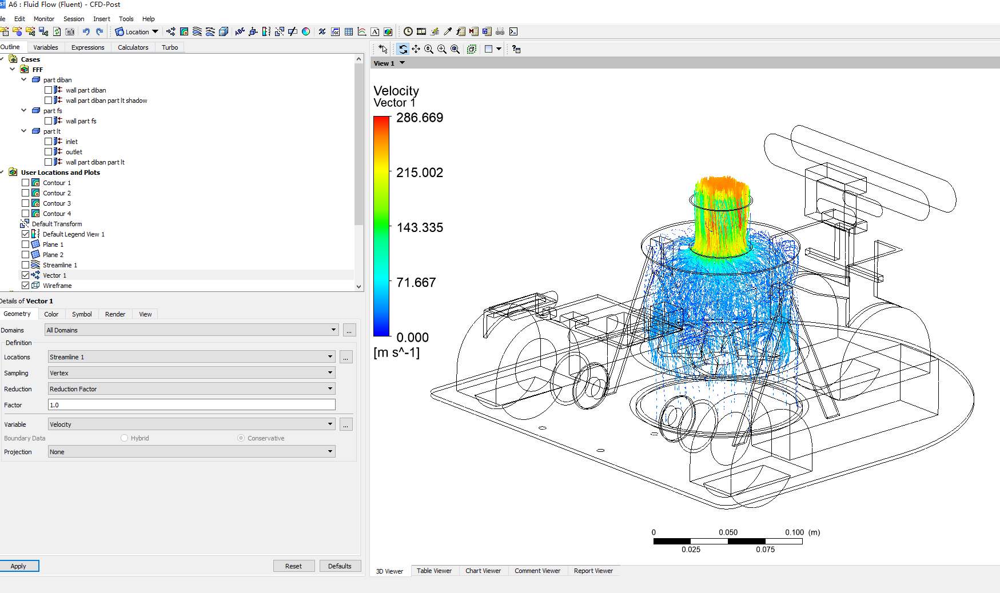 A6 : Fluid Flow (Fluent) - CFD-Post
ile Edit Monitor Session Insert Tools Help
Location
Outline Variables Expressions Calculators Turbo
Cases
FFF
part diban
wall part diban
wall part diban part lt shadow
part fs
wall part fs
part lt
inlet
outlet
wall part diban part lt
User Locations and Plots
Contour 1
Contour 2
Contour 3
Contour 4
Default Transform
Default Legend View 1
Plane 1
Plane 2
Streamline 1
Vector 1
Wireframe
Details of Vector 1
Geometry Color Symbol Render View
Domains All Domains ...
Definition
Locations Streamline 1 ...
Sampling Vertex
Reduction Reduction Factor
Factor 1.0
Variable Velocity ...
Boundary Data Hybrid Conservative
Projection None
Apply Reset Defaults
View 1
Velocity
Vector 1
286.669
215.002
143.335
71.667
0.000
[m s^-1]
0 0.050 0.100 (m)
0.025 0.075
3D Viewer Table Viewer Chart Viewer Comment Viewer Report Viewer